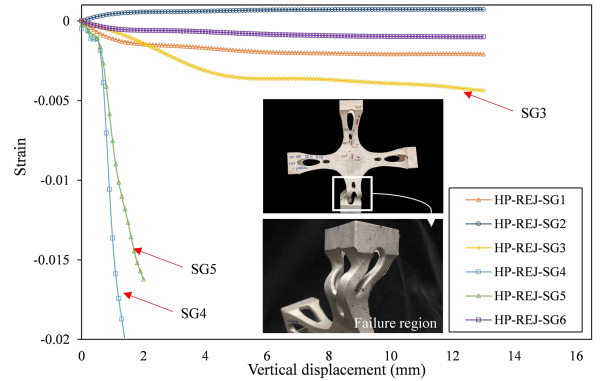 0
-0.005
-0.01
-0.015
-0.02
Strain
0
2
4
6
8
10
12
14
16
Vertical displacement (mm)
SG3
SG5
SG4
Failure region
HP-REJ-SG1
HP-REJ-SG2
HP-REJ-SG3
HP-REJ-SG4
HP-REJ-SG5
HP-REJ-SG6